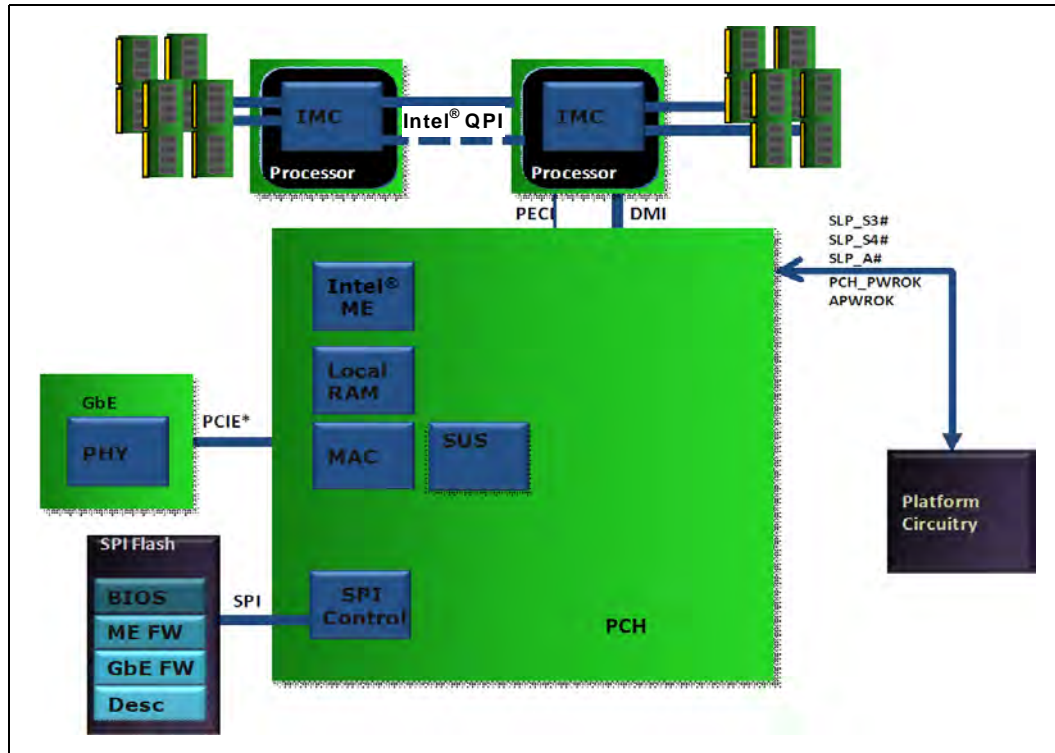 IMC
Intel® QPI
IMC
Processor
Processor
PECI
DMI
SLP_S3#
SLP_S4#
SLP_A#
PCH_PWROK
APWROK
Intel®
ME
Local
RAM
GbE
PCIE*
PHY
MAC
SUS
Platform
Circuitry
SPI Flash
BIOS
SPI
SPI
Control
ME FW
PCH
GbE FW
Desc